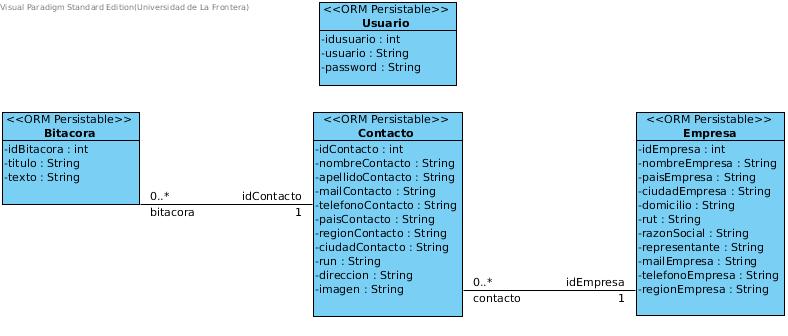 Visual Paradigm Standard Edition(Universidad de La Frontera)
<<ORM Persistable>>
Usuario
-idusuario : int
-usuario : String
-password : String
<<ORM Persistable>>
Bitacora
-idBitacora : int
-titulo : String
-texto : String
0..*
idContacto
bitacora
1
<<ORM Persistable>>
Contacto
-idContacto : int
-nombreContacto : String
-apellidoContacto : String
-mailContacto : String
-telefonoContacto : String
-paisContacto : String
-regionContacto : String
-ciudadContacto : String
-run : String
-direccion : String
-imagen : String
0..*
idEmpresa
contacto
1
<<ORM Persistable>>
Empresa
-idEmpresa : int
-nombreEmpresa : String
-paisEmpresa : String
-ciudadEmpresa : String
-domicilio : String
-rut : String
-razonSocial : String
-representante : String
-mailEmpresa : String
-telefonoEmpresa : String
-regionEmpresa : String